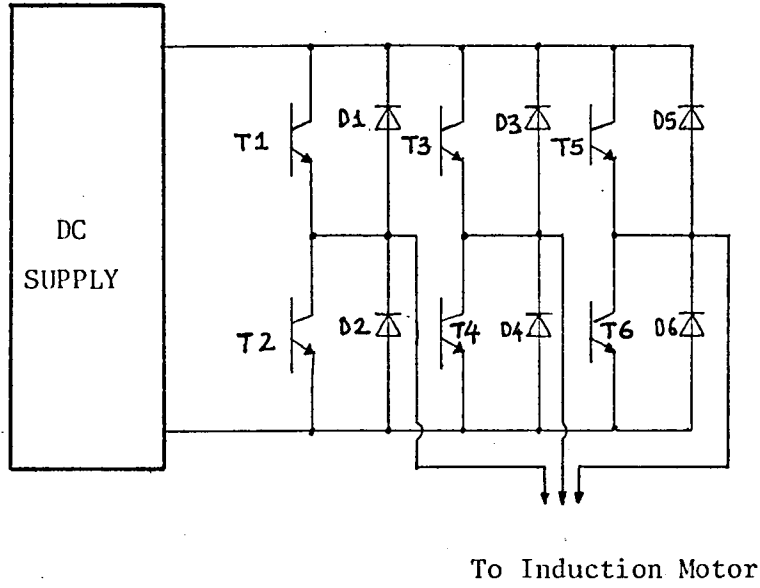 D1
D3
D5
T1
T3
T5
DC
SUPPLY
T2
D2
T4
D4
T6
D6
To Induction Motor